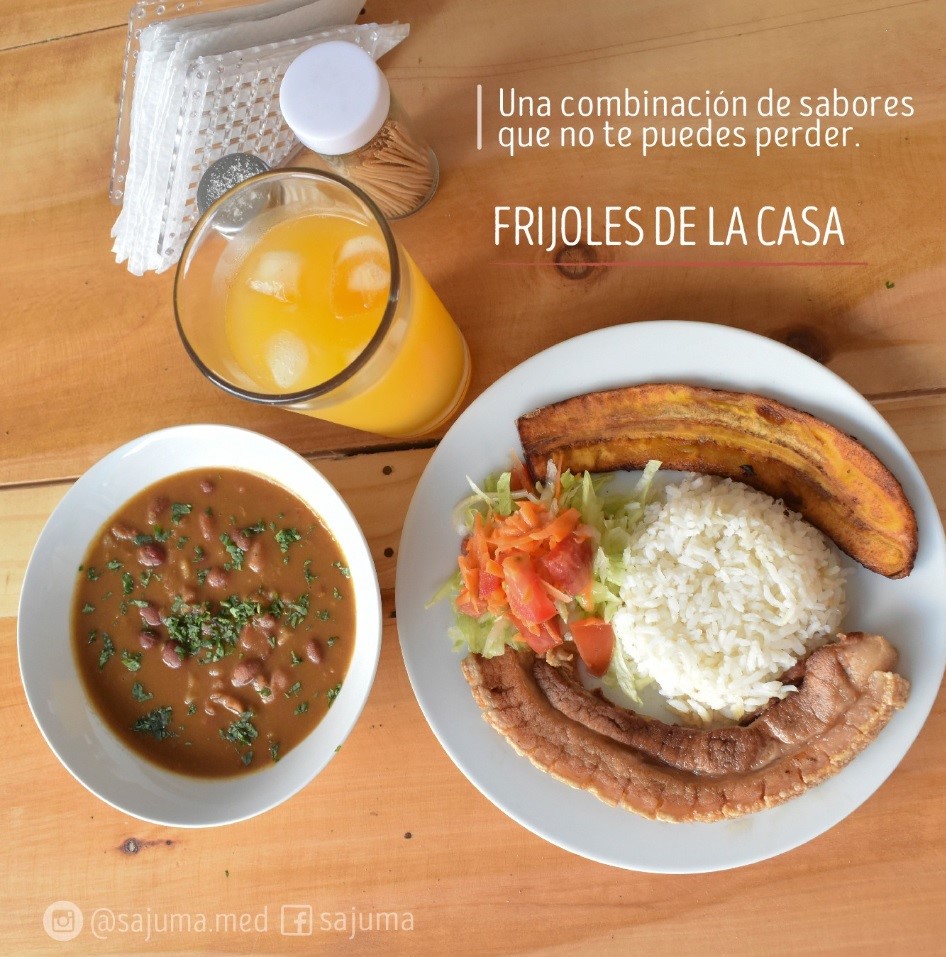 Una combinación de sabores
que no te puedes perder.
FRIJOLES DE LA CASA
@sajuma.med sajuma